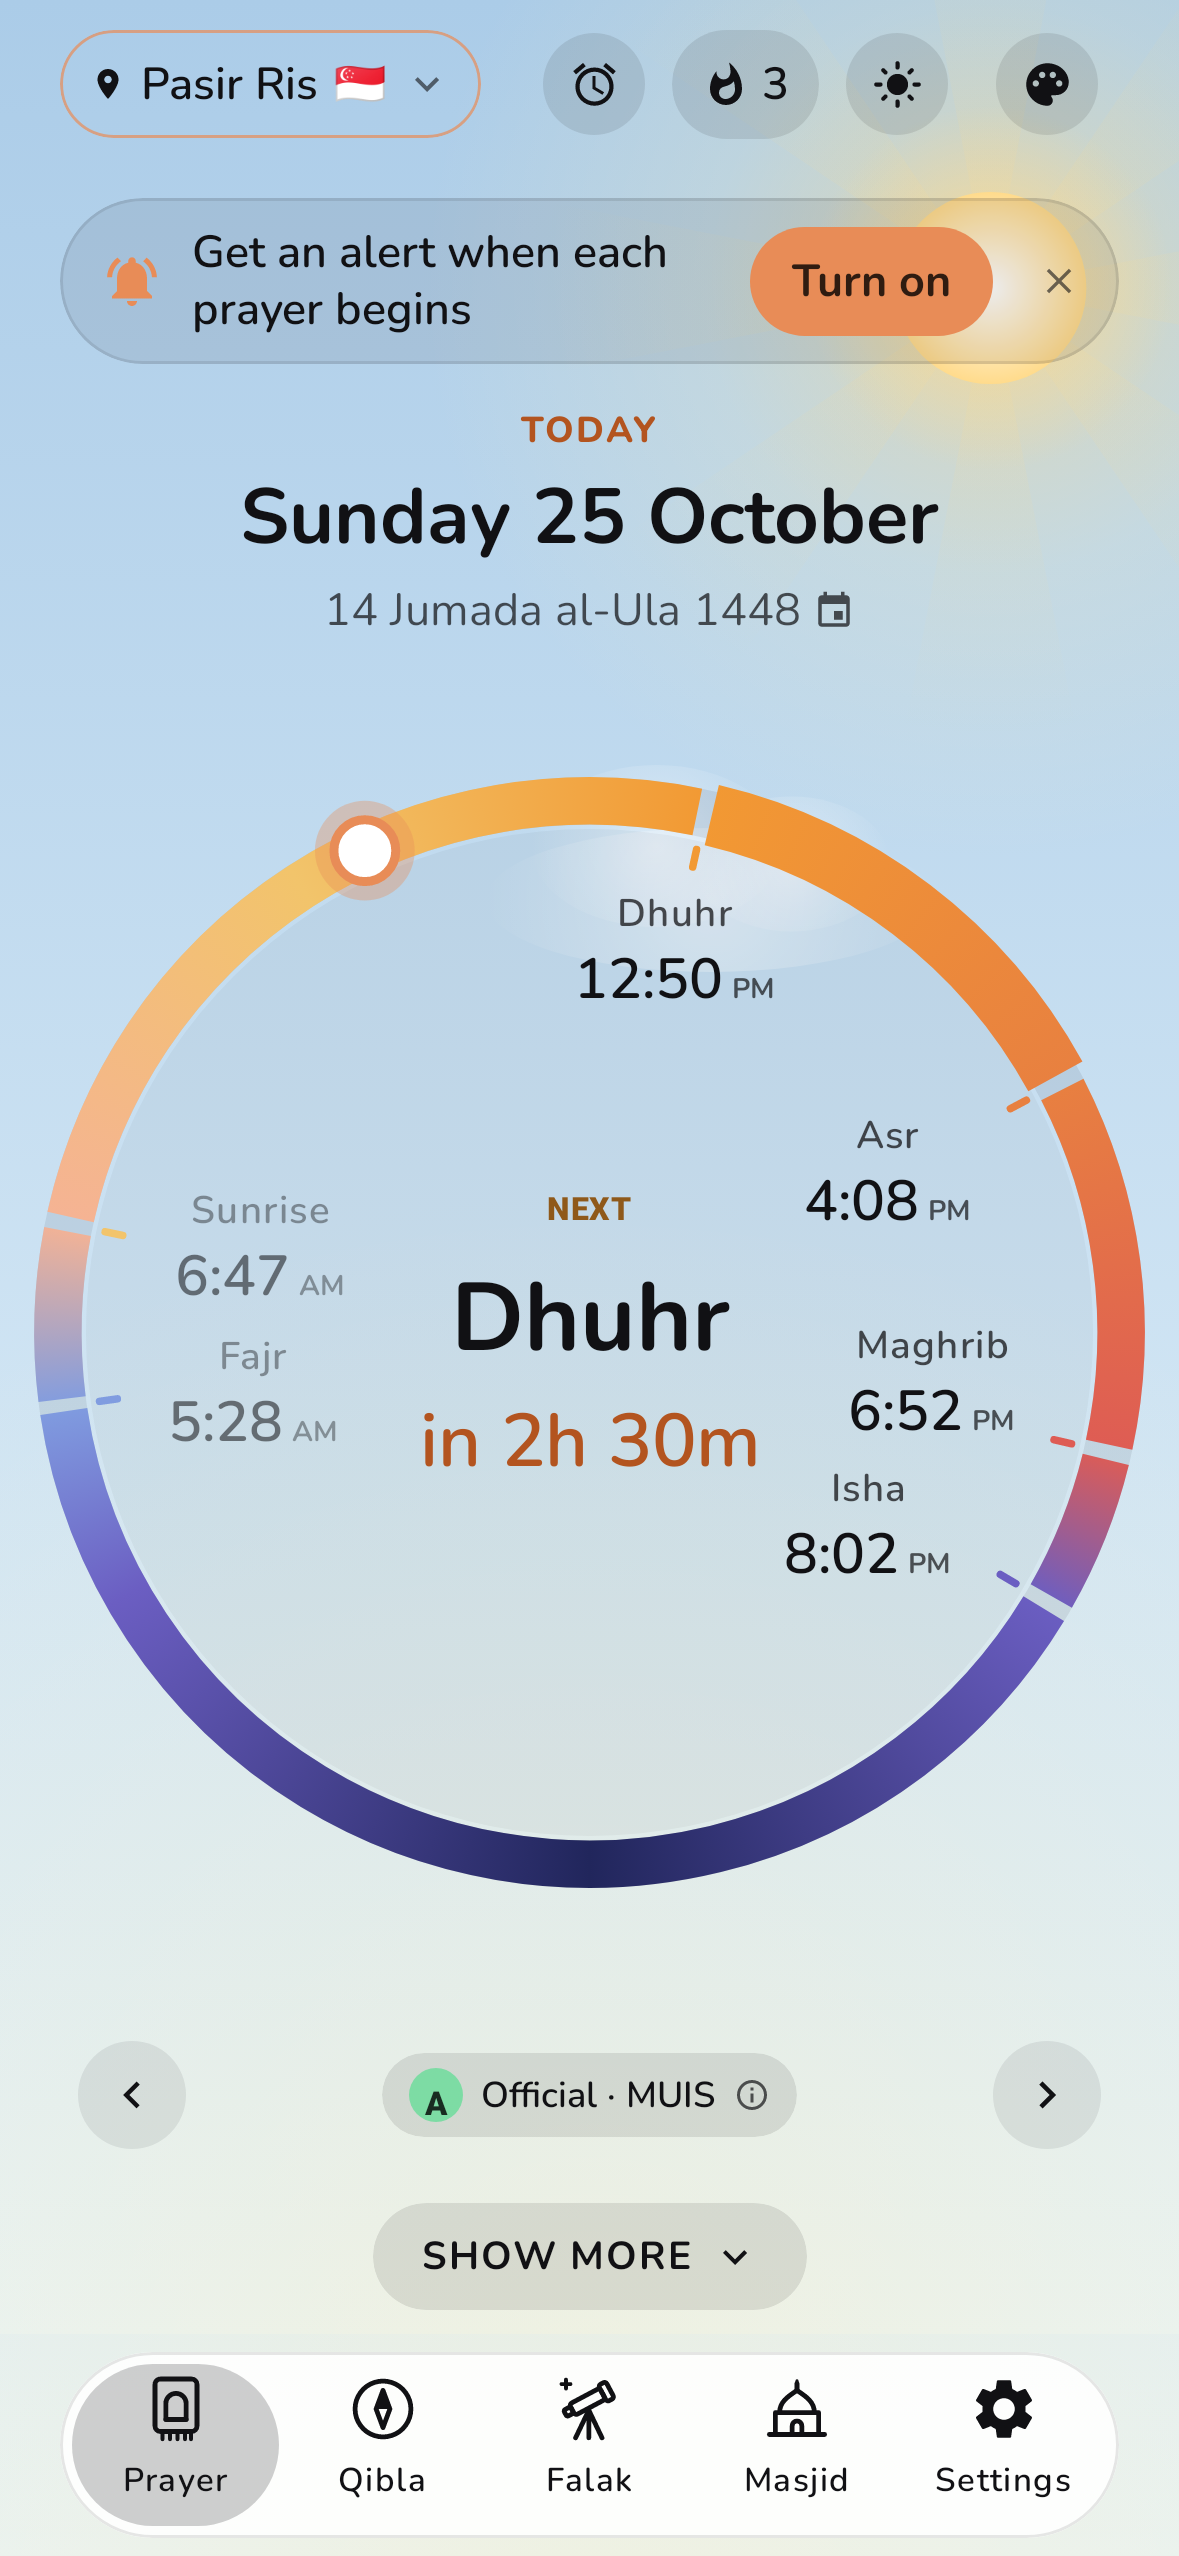 Pasir Ris 🇸🇬
3
Get an alert when each
prayer begins
Turn on
TODAY
Sunday 25 October
14 Jumada al-Ula 1448
Dhuhr
12:50 PM
Asr
4:08 PM
Sunrise
6:47 AM
NEXT
Dhuhr
in 2h 30m
Fajr
5:28 AM
Maghrib
6:52 PM
Isha
8:02 PM
A Official · MUIS
SHOW MORE
Prayer
Qibla
Falak
Masjid
Settings